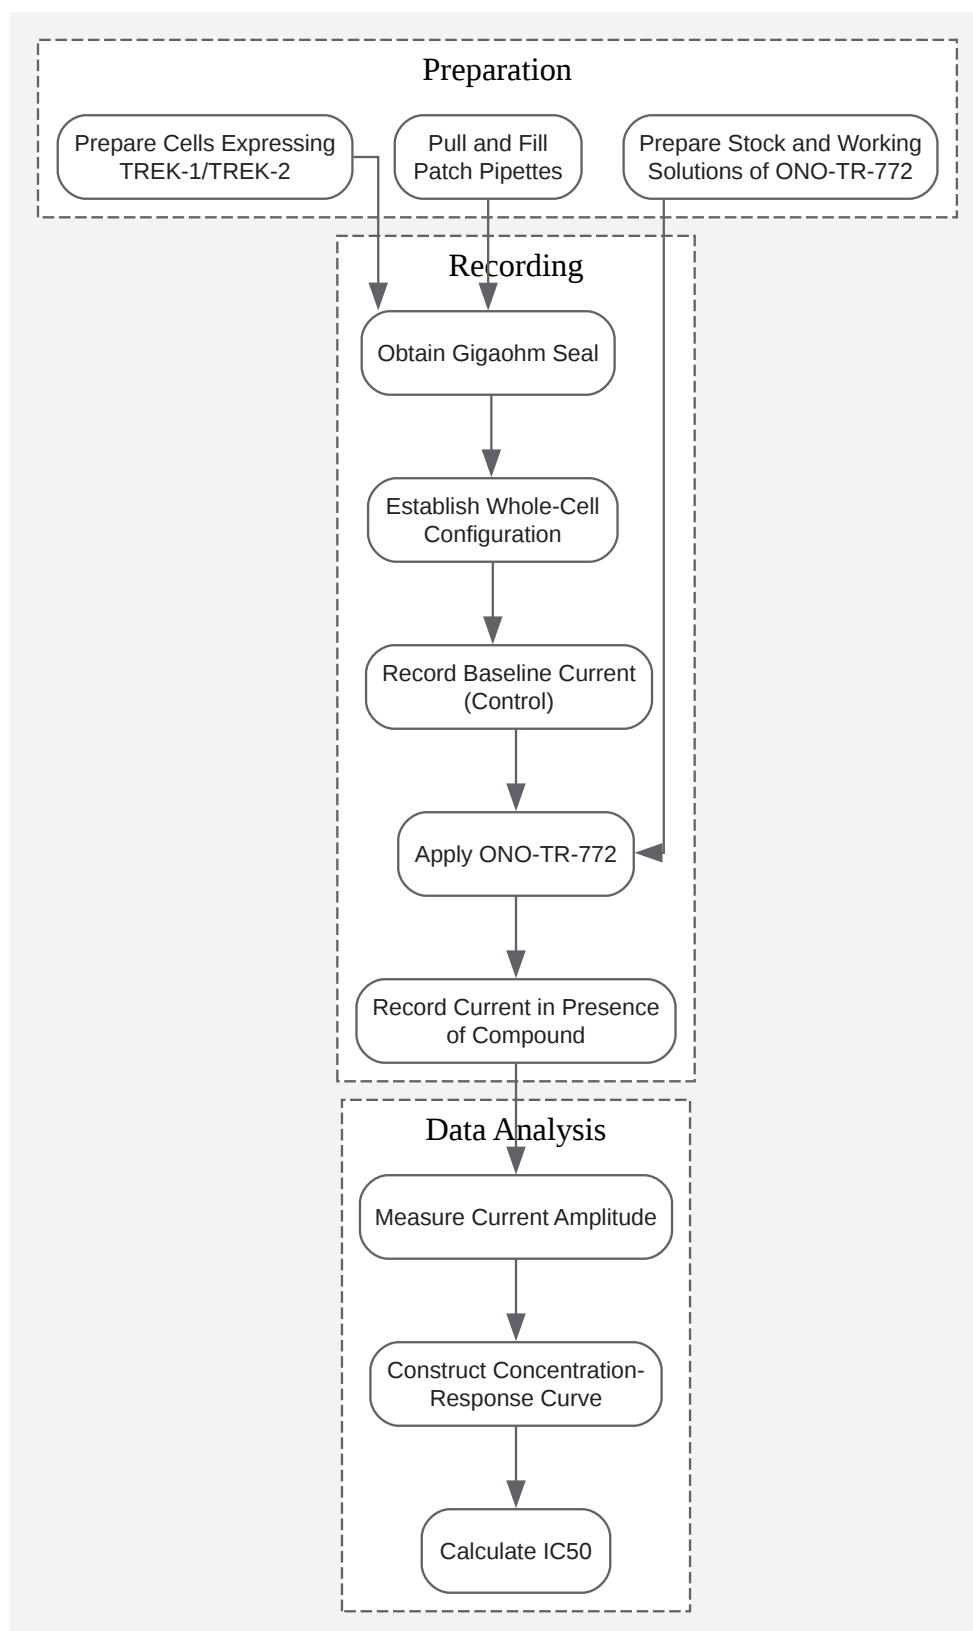 Preparation
Prepare Cells Expressing
TREK-1/TREK-2
Pull and Fill
Patch Pipettes
Prepare Stock and Working
Solutions of ONO-TR-772
Recording
Obtain Gigaohm Seal
Establish Whole-Cell
Configuration
Record Baseline Current
(Control)
Apply ONO-TR-772
Record Current in Presence
of Compound
Data Analysis
Measure Current Amplitude
Construct Concentration-
Response Curve
Calculate IC50